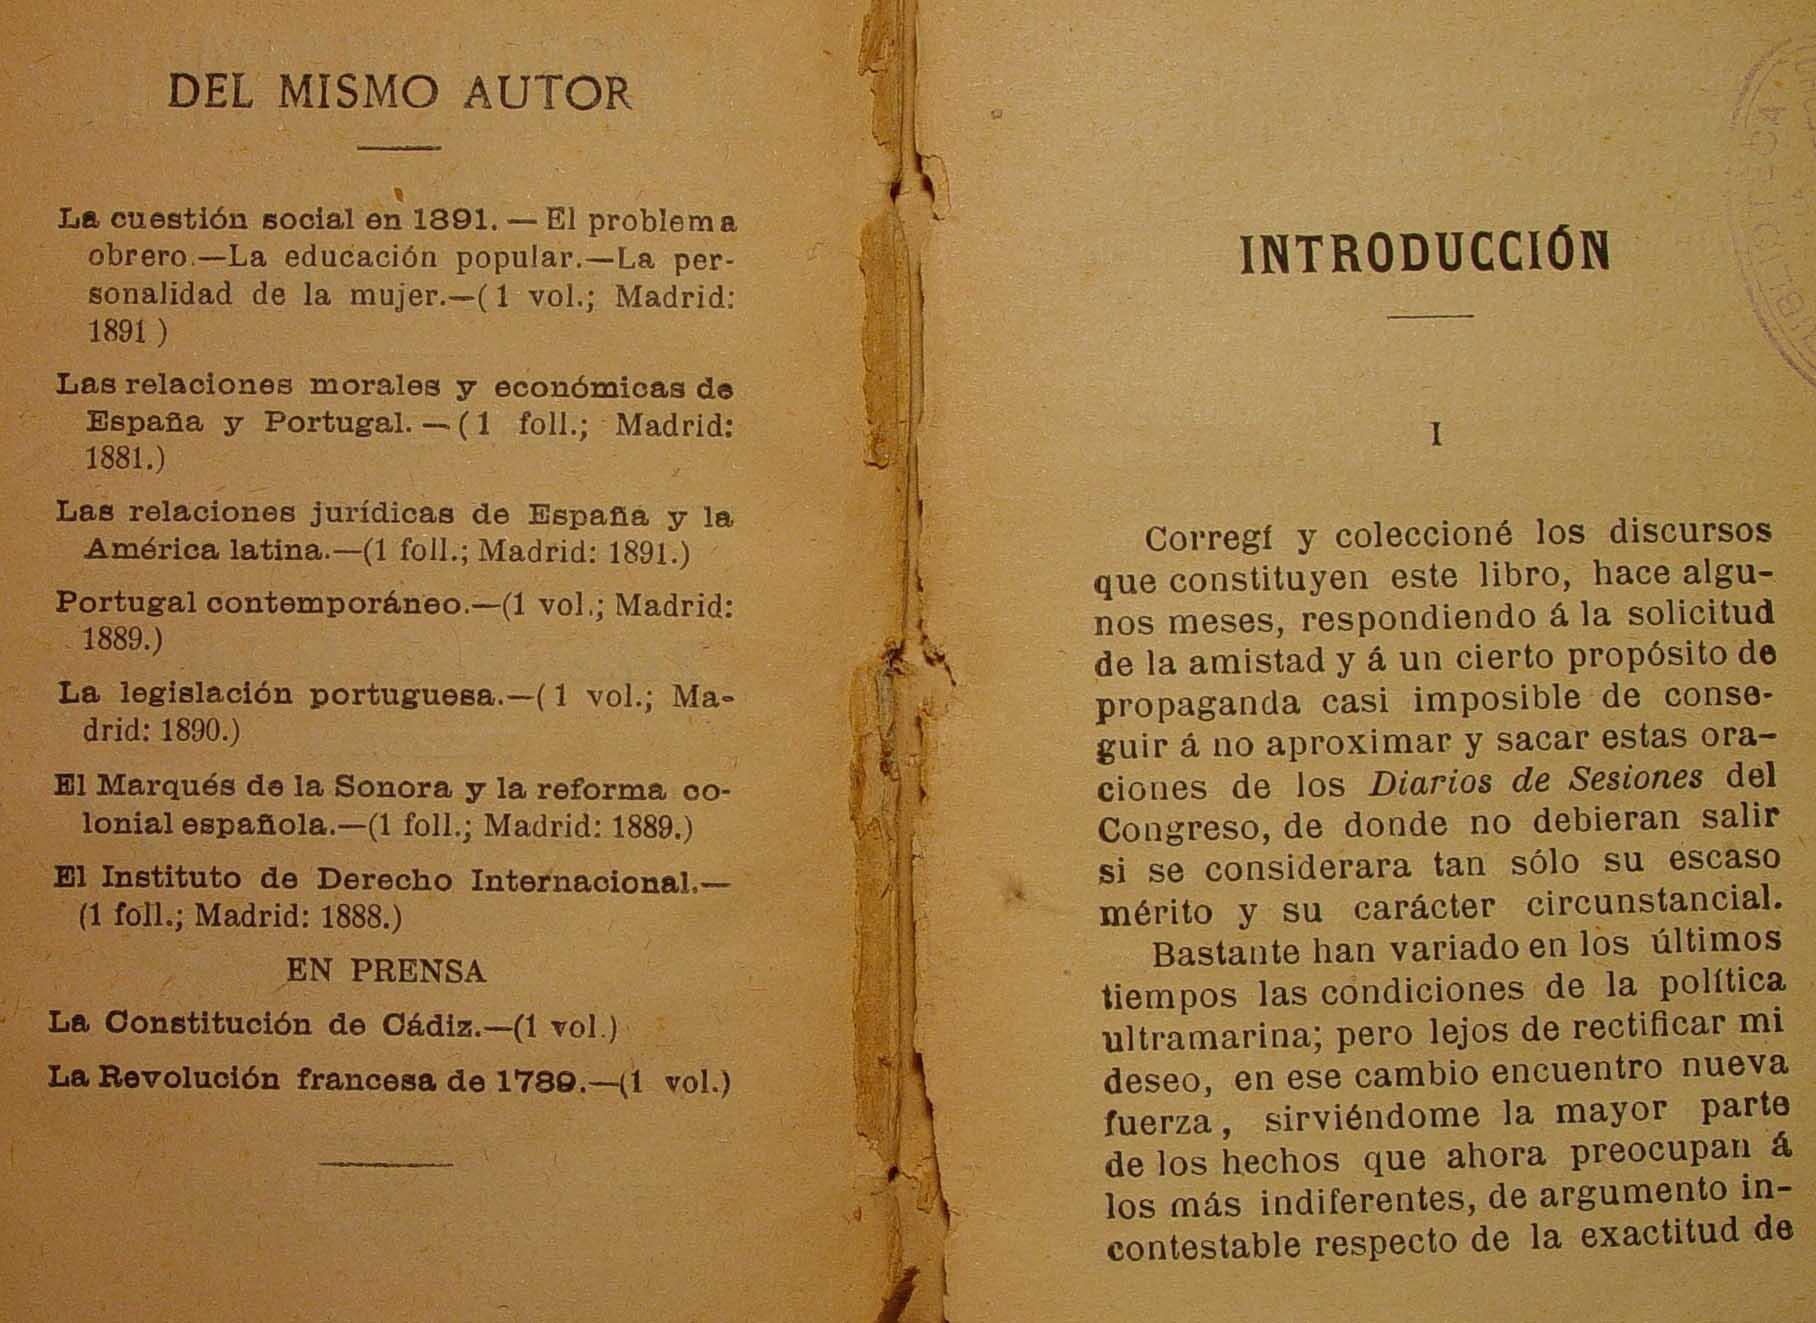 DEL MISMO AUTOR
La cuestión social en 1891. — El problema
obrero.—La educación popular.—La per-
sonalidad de la mujer.—( 1 vol.; Madrid:
1891 )
Las relaciones morales y económicas de
España y Portugal. — ( 1 foll.; Madrid:
1881.)
Las relaciones jurídicas de España y la
América latina.—(1 foll.; Madrid: 1891.)
Portugal contemporáneo.—(1 vol.; Madrid:
1889.)
La legislación portuguesa.—( 1 vol.; Ma-
drid: 1890.)
El Marqués de la Sonora y la reforma co-
lonial española.—(1 foll.; Madrid: 1889.)
El Instituto de Derecho Internacional.—
(1 foll.; Madrid: 1888.)
EN PRENSA
La Constitución de Cádiz.—(1 vol.)
La Revolución francesa de 1789.—(1 vol.)
INTRODUCCIÓN
I
Corregí y coleccioné los discursos
que constituyen este libro, hace algu-
nos meses, respondiendo á la solicitud
de la amistad y á un cierto propósito de
propaganda casi imposible de conse-
guir á no aproximar y sacar estas ora-
ciones de los Diarios de Sesiones del
Congreso, de donde no debieran salir
si se considerara tan sólo su escaso
mérito y su carácter circunstancial.
Bastante han variado en los últimos
tiempos las condiciones de la política
ultramarina; pero lejos de rectificar mi
deseo, en ese cambio encuentro nueva
fuerza, sirviéndome la mayor parte
de los hechos que ahora preocupan á
los más indiferentes, de argumento in-
contestable respecto de la exactitud de